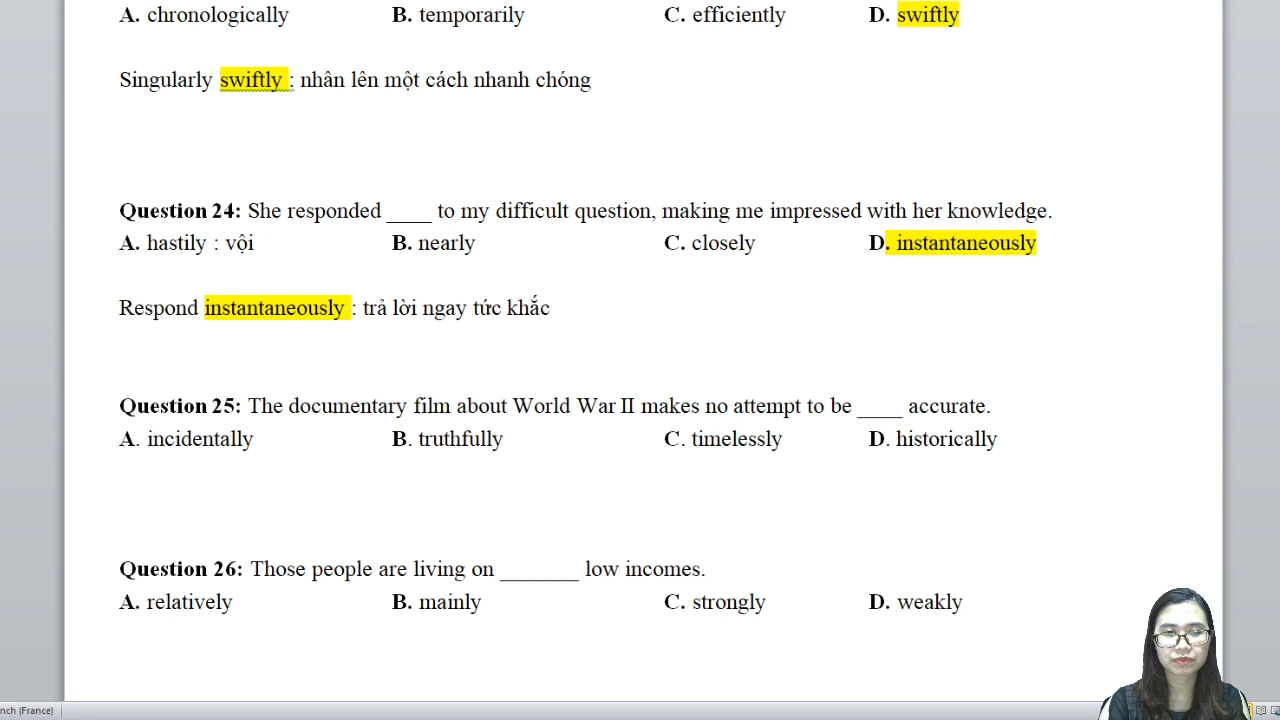 A. chronologically B. temporarily C. efficiently D. swiftly
Singularly swiftly : nhân lên một cách nhanh chóng
Question 24: She responded ____ to my difficult question, making me impressed with her knowledge.
A. hastily : vội B. nearly C. closely D. instantaneously
Respond instantaneously : trả lời ngay tức khắc
Question 25: The documentary film about World War II makes no attempt to be ____ accurate.
A. incidentally B. truthfully C. timelessly D. historically
Question 26: Those people are living on _______ low incomes.
A. relatively B. mainly C. strongly D. weakly
nch (France)